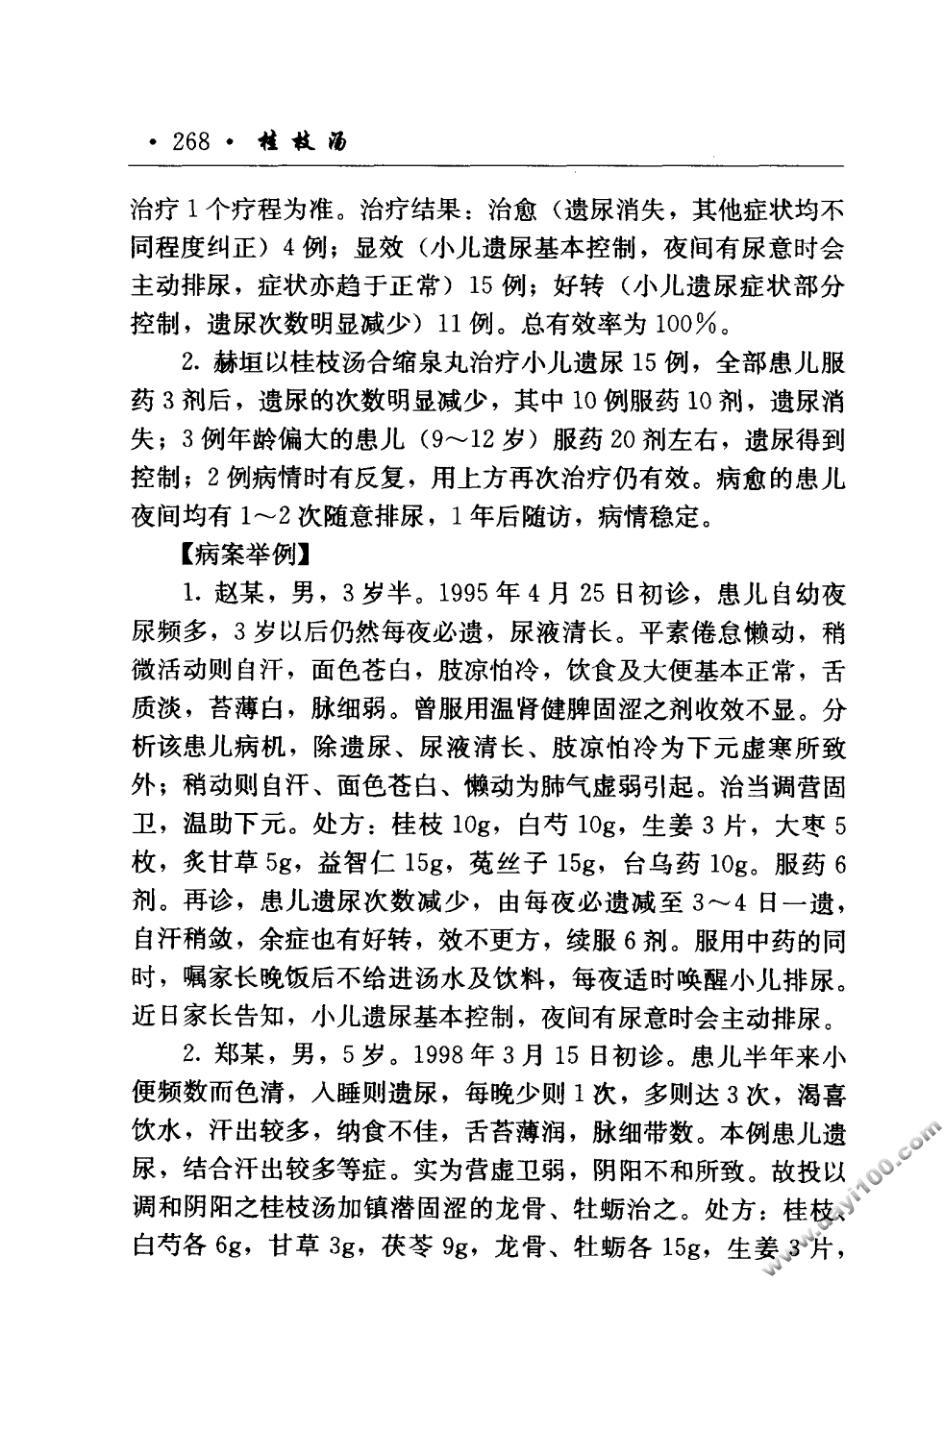 • 268 • 桂枝汤
治疗 1 个疗程为准。治疗结果：治愈（遗尿消失，其他症状均不
同程度纠正）4 例；显效（小儿遗尿基本控制，夜间有尿意时会
主动排尿，症状亦趋于正常）15 例；好转（小儿遗尿症状部分
控制，遗尿次数明显减少）11 例。总有效率为 100%。
2. 赫垣以桂枝汤合缩泉丸治疗小儿遗尿 15 例，全部患儿服
药 3 剂后，遗尿的次数明显减少，其中 10 例服药 10 剂，遗尿消
失；3 例年龄偏大的患儿（9～12 岁）服药 20 剂左右，遗尿得到
控制；2 例病情时有反复，用上方再次治疗仍有效。病愈的患儿
夜间均有 1～2 次随意排尿，1 年后随访，病情稳定。
【病案举例】
1. 赵某，男，3 岁半。1995 年 4 月 25 日初诊，患儿自幼夜
尿频多，3 岁以后仍然每夜必遗，尿液清长。平素倦怠懒动，稍
微活动则自汗，面色苍白，肢凉怕冷，饮食及大便基本正常，舌
质淡，苔薄白，脉细弱。曾服用温肾健脾固涩之剂收效不显。分
析该患儿病机，除遗尿、尿液清长、肢凉怕冷为下元虚寒所致
外；稍动则自汗、面色苍白、懒动为肺气虚弱引起。治当调营固
卫，温助下元。处方：桂枝 10g，白芍 10g，生姜 3 片，大枣 5
枚，炙甘草 5g，益智仁 15g，菟丝子 15g，台乌药 10g。服药 6
剂。再诊，患儿遗尿次数减少，由每夜必遗减至 3～4 日一遗，
自汗稍敛，余症也有好转，效不更方，续服 6 剂。服用中药的同
时，嘱家长晚饭后不给进汤水及饮料，每夜适时唤醒小儿排尿。
近日家长告知，小儿遗尿基本控制，夜间有尿意时会主动排尿。
2. 郑某，男，5 岁。1998 年 3 月 15 日初诊。患儿半年来小
便频数而色清，入睡则遗尿，每晚少则 1 次，多则达 3 次，渴喜
饮水，汗出较多，纳食不佳，舌苔薄润，脉细带数。本例患儿遗
尿，结合汗出较多等症。实为营虚卫弱，阴阳不和所致。故投以
调和阴阳之桂枝汤加镇潜固涩的龙骨、牡蛎治之。处方：桂枝、
白芍各 6g，甘草 3g，茯苓 9g，龙骨、牡蛎各 15g，生姜 3 片，
www.dayi100.com